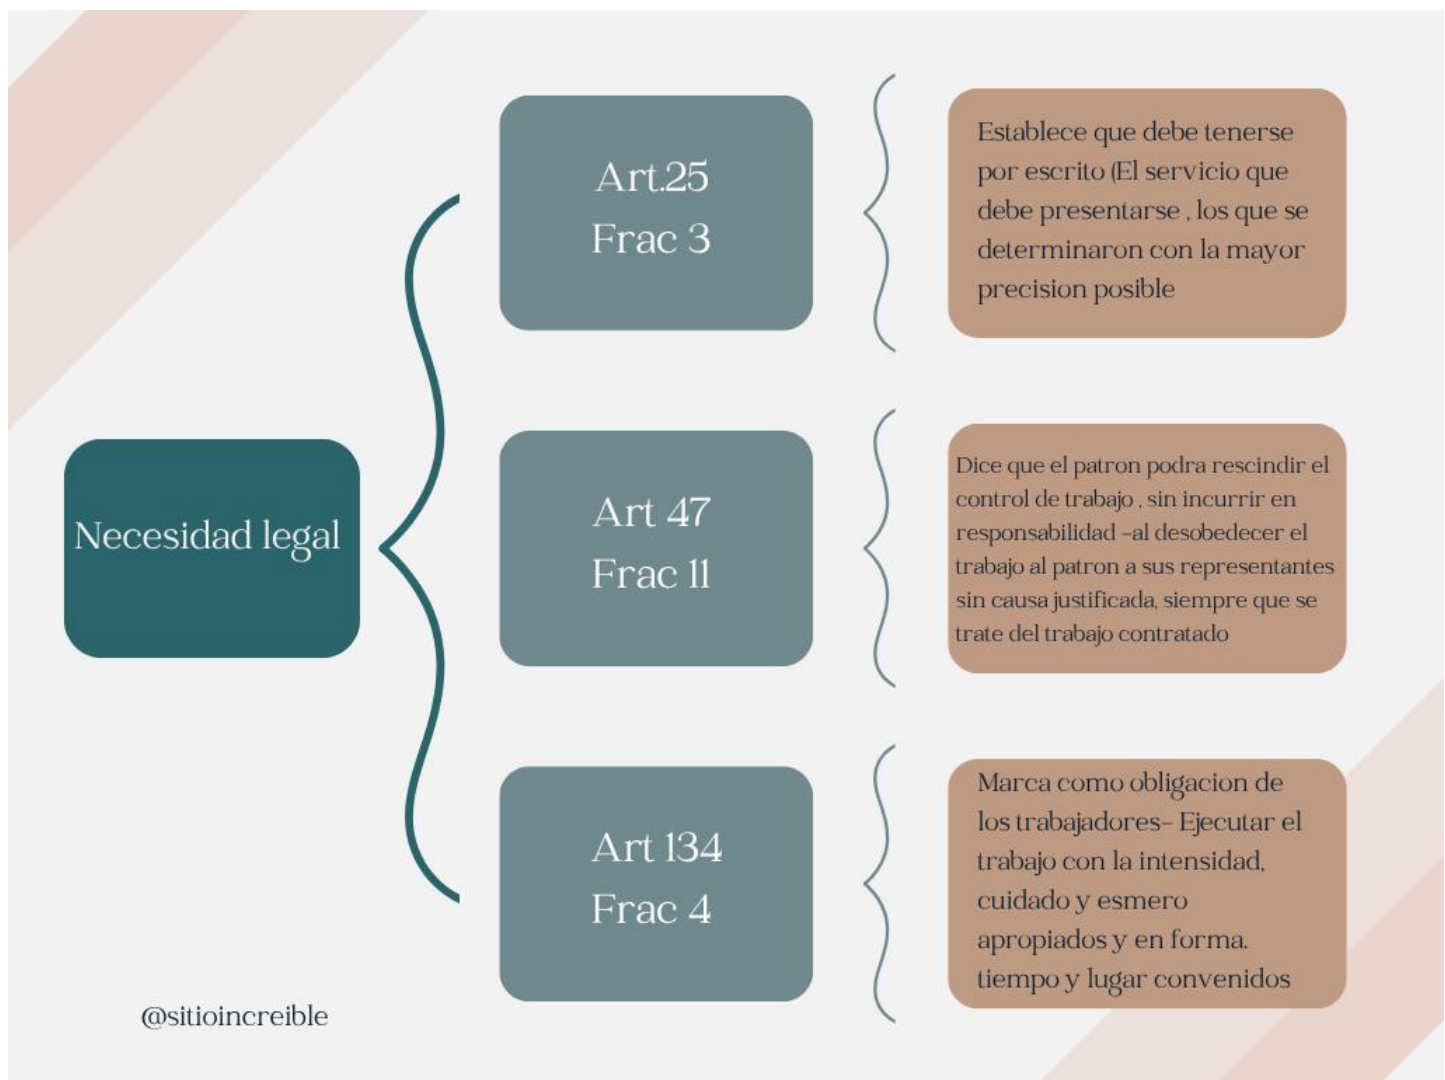 Necesidad legal
Art.25
Frac 3
Establece que debe tenerse
por escrito (El servicio que
debe presentarse , los que se
determinaron con la mayor
precision posible
Art 47
Frac 11
Dice que el patron podra rescindir el
control de trabajo , sin incurrir en
responsabilidad -al desobedecer el
trabajo al patron a sus representantes
sin causa justificada, siempre que se
trate del trabajo contratado
Art 134
Frac 4
Marca como obligacion de
los trabajadores- Ejecutar el
trabajo con la intensidad,
cuidado y esmero
apropiados y en forma.
tiempo y lugar convenidos
@sitioincreible